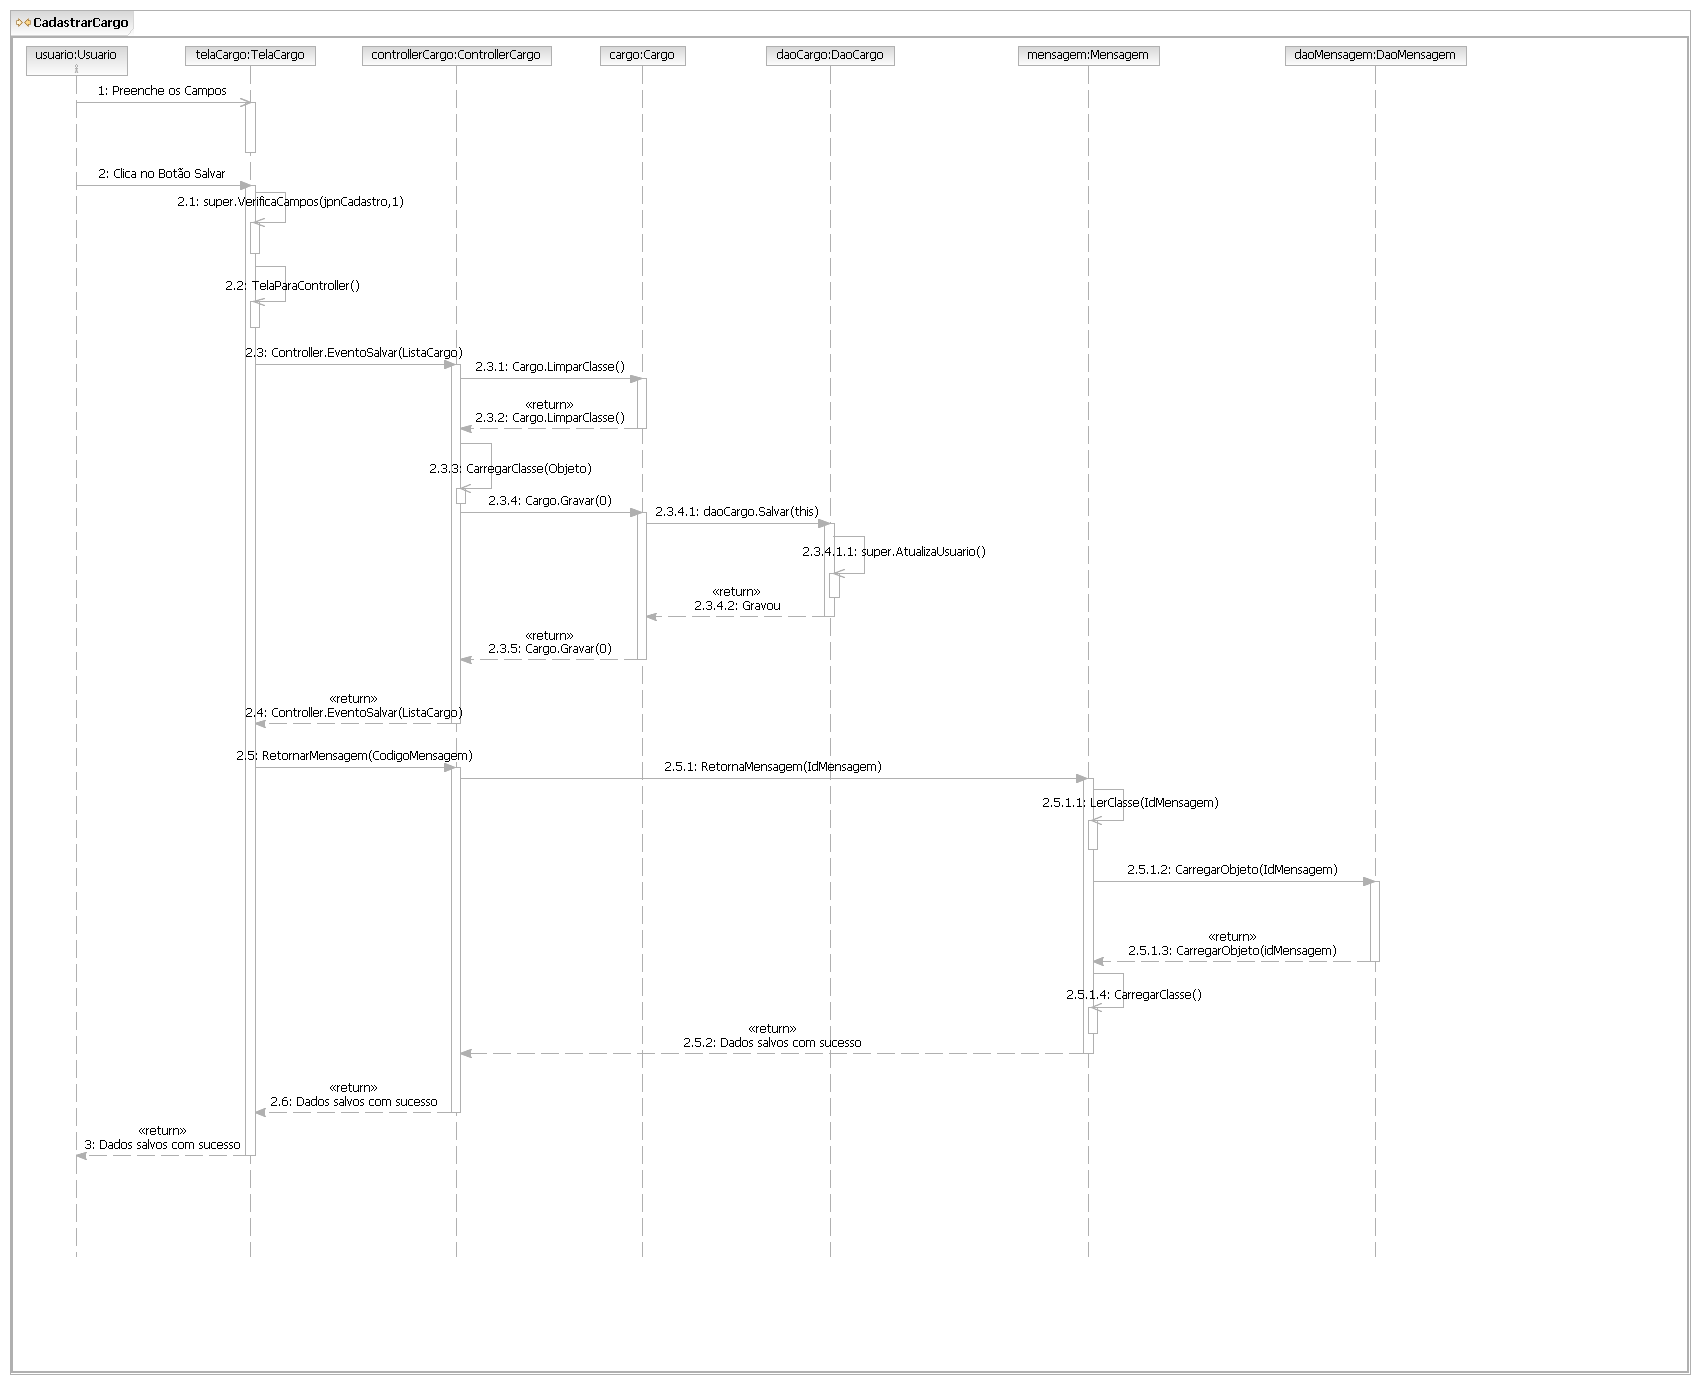 CadastrarCargo
usuario:Usuario
telaCargo:TelaCargo
controllerCargo:ControllerCargo
cargo:Cargo
daoCargo:DaoCargo
mensagem:Mensagem
daoMensagem:DaoMensagem
1: Preenche os Campos
2: Clica no Botão Salvar
2.1: super.VerificaCampos(jpnCadastro,1)
2.2: TelaParaController()
2.3: Controller.EventoSalvar(ListaCargo)
2.3.1: Cargo.LimparClasse()
«return»
2.3.2: Cargo.LimparClasse()
2.3.3: CarregarClasse(Objeto)
2.3.4: Cargo.Gravar(0)
2.3.4.1: daoCargo.Salvar(this)
2.3.4.1.1: super.AtualizaUsuario()
«return»
2.3.4.2: Gravou
«return»
2.3.5: Cargo.Gravar(0)
«return»
2.4: Controller.EventoSalvar(ListaCargo)
2.5: RetornarMensagem(CodigoMensagem)
2.5.1: RetornaMensagem(IdMensagem)
2.5.1.1: LerClasse(IdMensagem)
2.5.1.2: CarregarObjeto(IdMensagem)
«return»
2.5.1.3: CarregarObjeto(idMensagem)
2.5.1.4: CarregarClasse()
«return»
2.5.2: Dados salvos com sucesso
«return»
2.6: Dados salvos com sucesso
«return»
3: Dados salvos com sucesso